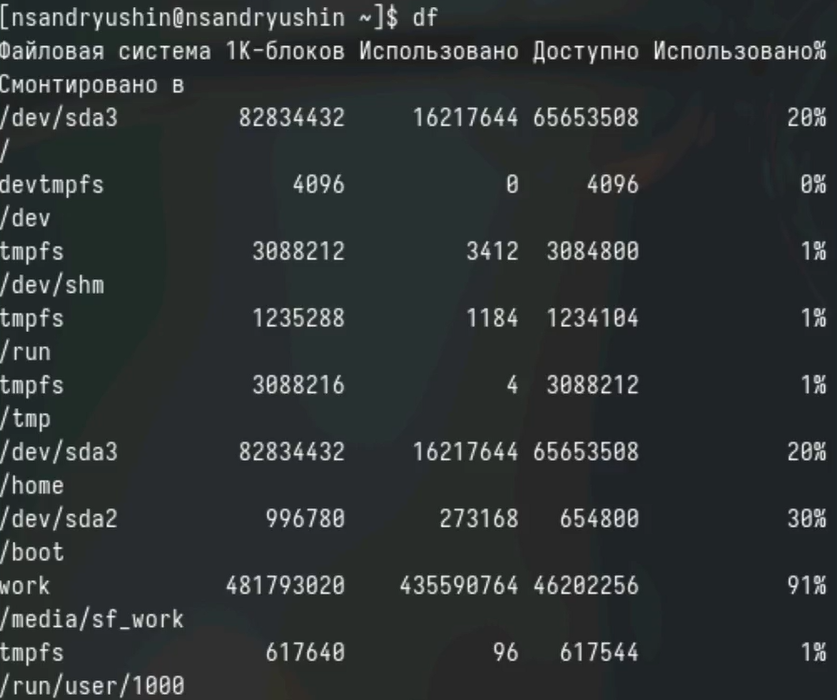 [nsandryushin@nsandryushin ~]$ df
Файловая система 1K-блоков Использовано Доступно Использовано%
Смонтировано в
/dev/sda3 82834432 16217644 65653508 20%
/
devtmpfs 4096 0 4096 0%
/dev
tmpfs 3088212 3412 3084800 1%
/dev/shm
tmpfs 1235288 1184 1234104 1%
/run
tmpfs 3088216 4 3088212 1%
/tmp
/dev/sda3 82834432 16217644 65653508 20%
/home
/dev/sda2 996780 273168 654800 30%
/boot
work 481793020 435590764 46202256 91%
/media/sf_work
tmpfs 617640 96 617544 1%
/run/user/1000